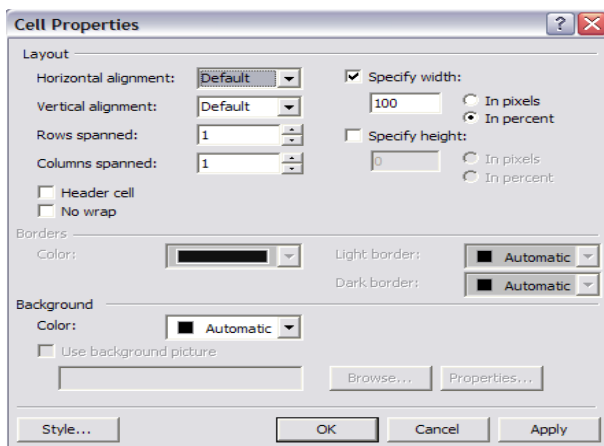 Cell Properties
?
Layout
Horizontal alignment: Default
Specify width:
100
In pixels
In percent
Vertical alignment: Default
Rows spanned: 1
Specify height:
0
In pixels
In percent
Columns spanned: 1
Header cell
No wrap
Borders
Color:
Light border: Automatic
Dark border: Automatic
Background
Color: Automatic
Use background picture
Browse... Properties...
Style... OK Cancel Apply